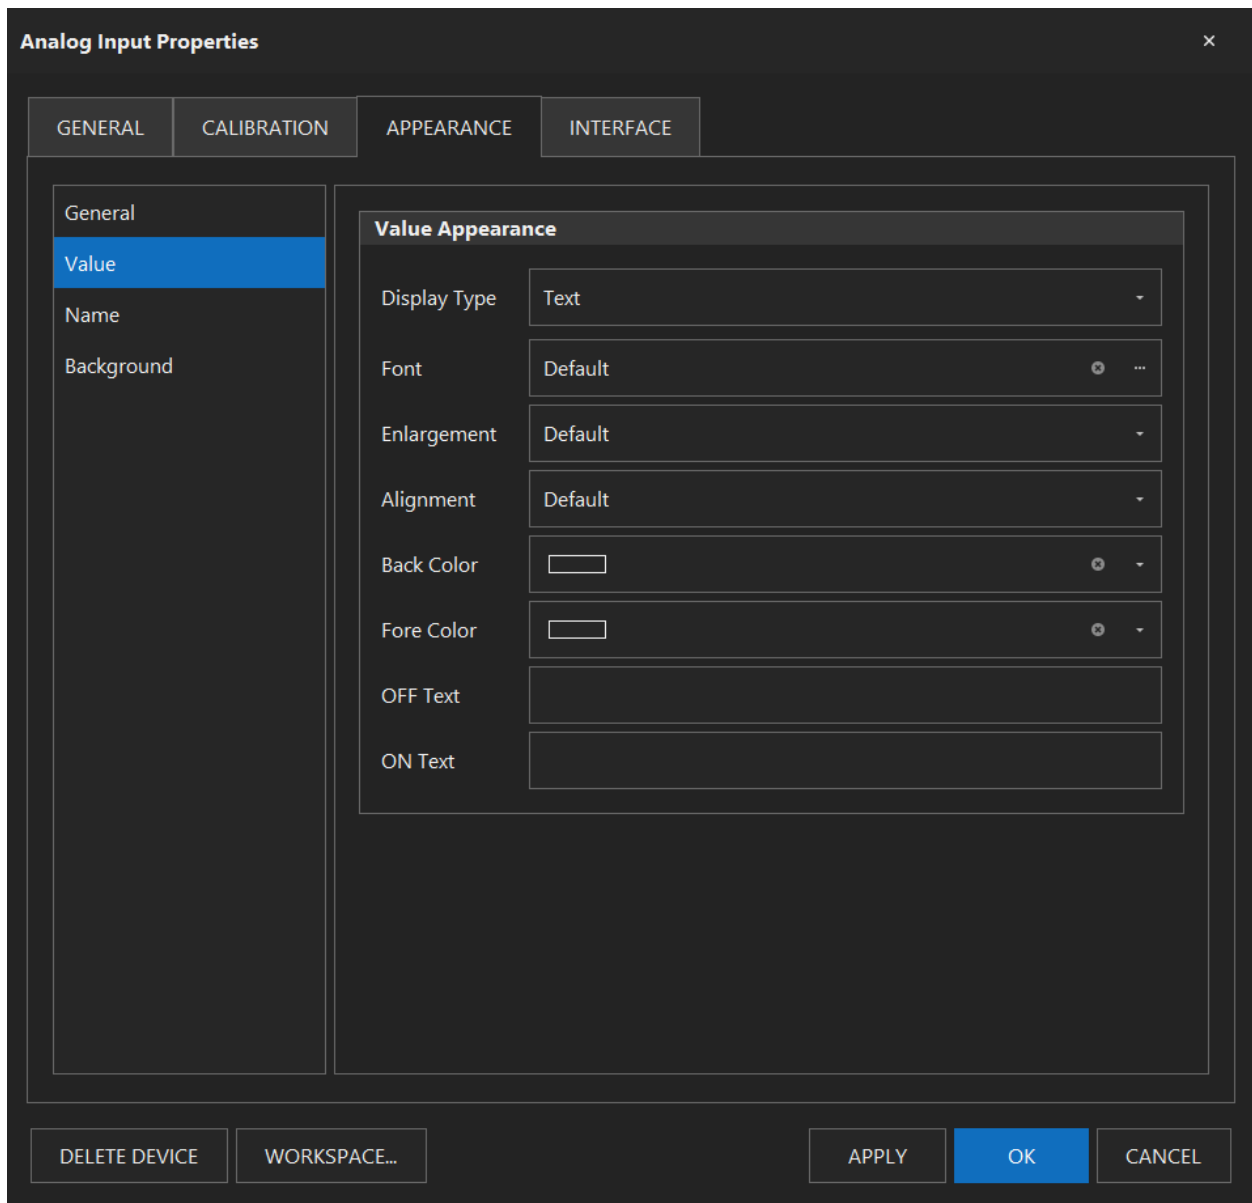 Analog Input Properties
GENERAL CALIBRATION APPEARANCE INTERFACE
General
Value
Name
Background
Value Appearance
Display Type Text
Font Default
Enlargement Default
Alignment Default
Back Color
Fore Color
OFF Text
ON Text
DELETE DEVICE WORKSPACE... APPLY OK CANCEL